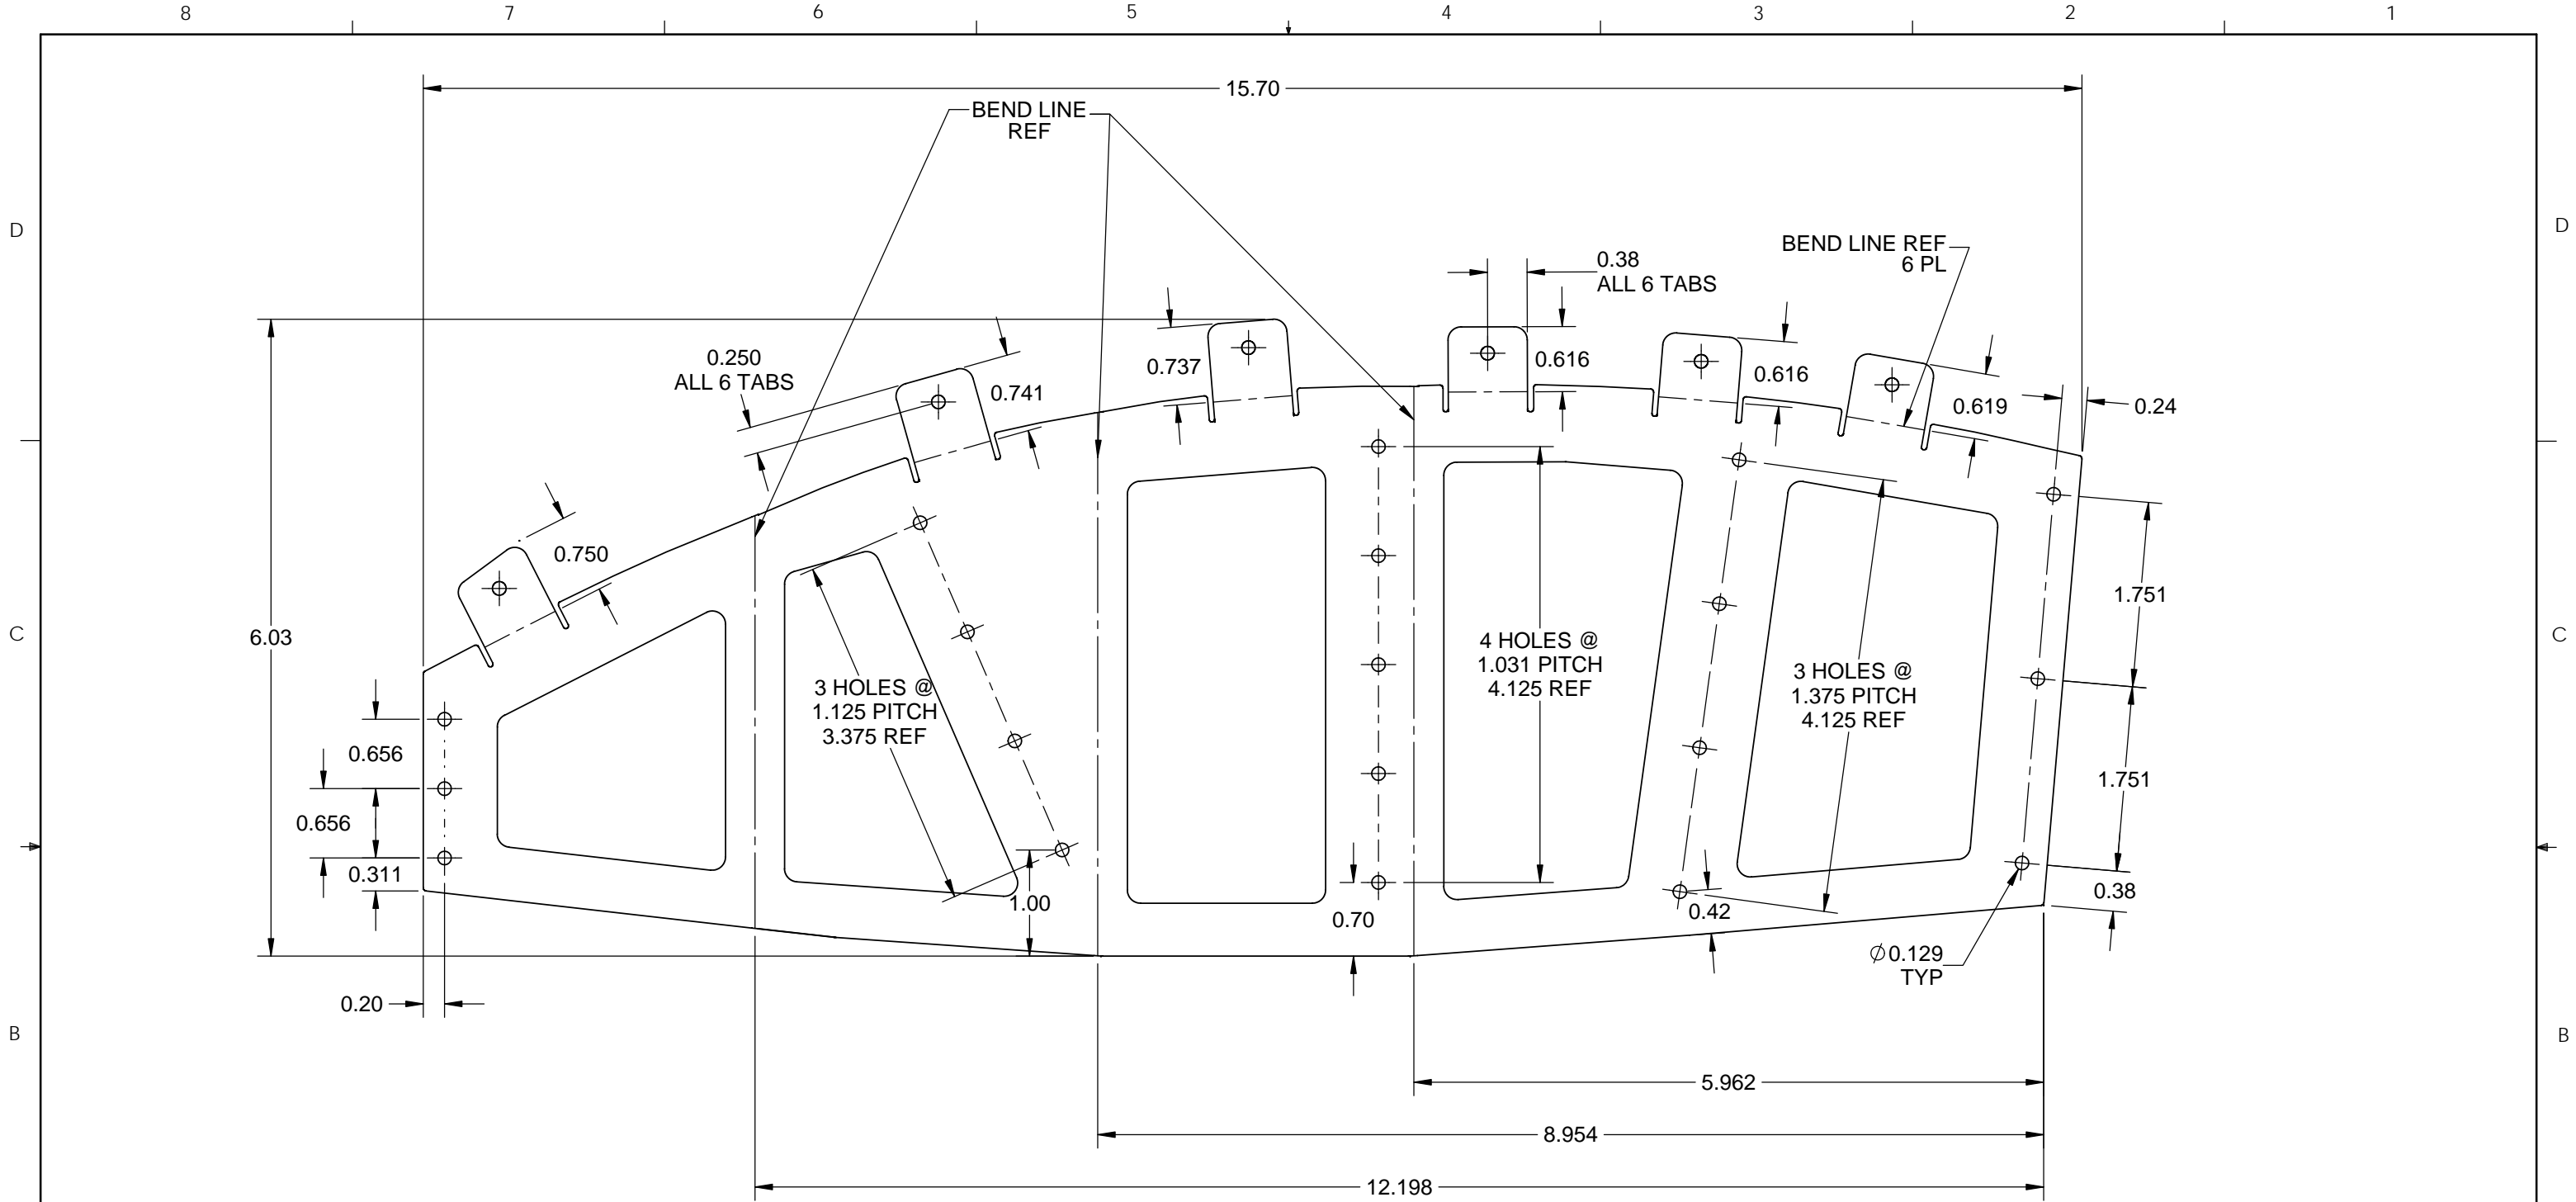 8 7 6 5 4 3 2 1
15.70
BEND LINE
REF
D
D
BEND LINE REF
6 PL
0.38
ALL 6 TABS
0.250
ALL 6 TABS
0.741
0.737
0.616
0.616
0.619
0.24
0.750
6.03
C
C
1.751
4 HOLES @
1.031 PITCH
4.125 REF
3 HOLES @
1.375 PITCH
4.125 REF
3 HOLES @
1.125 PITCH
3.375 REF
0.656
0.656
0.311
1.751
1.00
0.70
0.42
0.38
Ø0.129
TYP
0.20
B
B
5.962
8.954
12.198